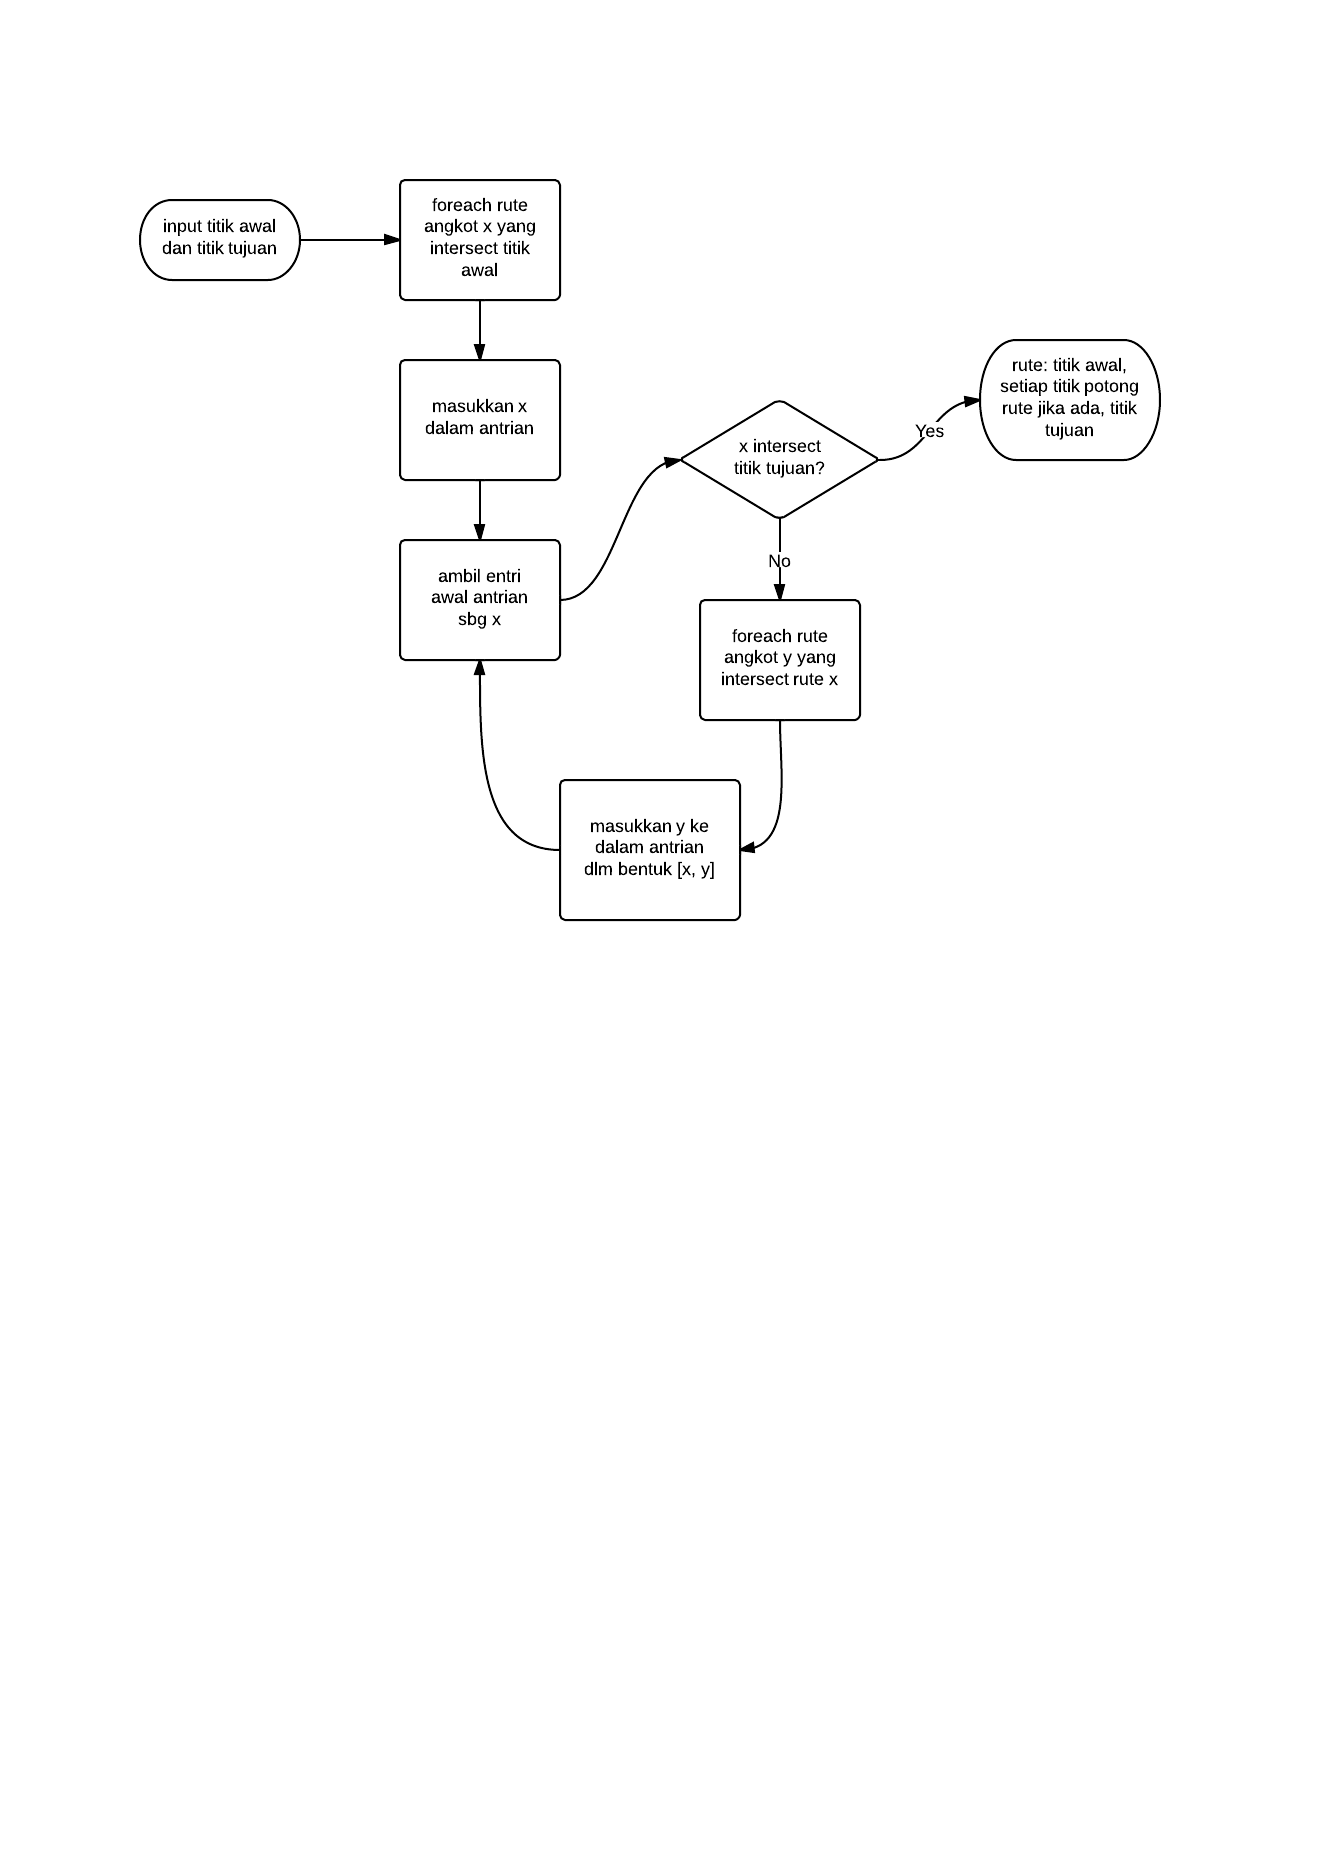 input titik awal
dan titik tujuan
foreach rute
angkot x yang
intersect titik
awal
masukkan x
dalam antrian
ambil entri
awal antrian
sbg x
x intersect
titik tujuan?
Yes
rute: titik awal,
setiap titik potong
rute jika ada, titik
tujuan
No
foreach rute
angkot y yang
intersect rute x
masukkan y ke
dalam antrian
dlm bentuk [x, y]